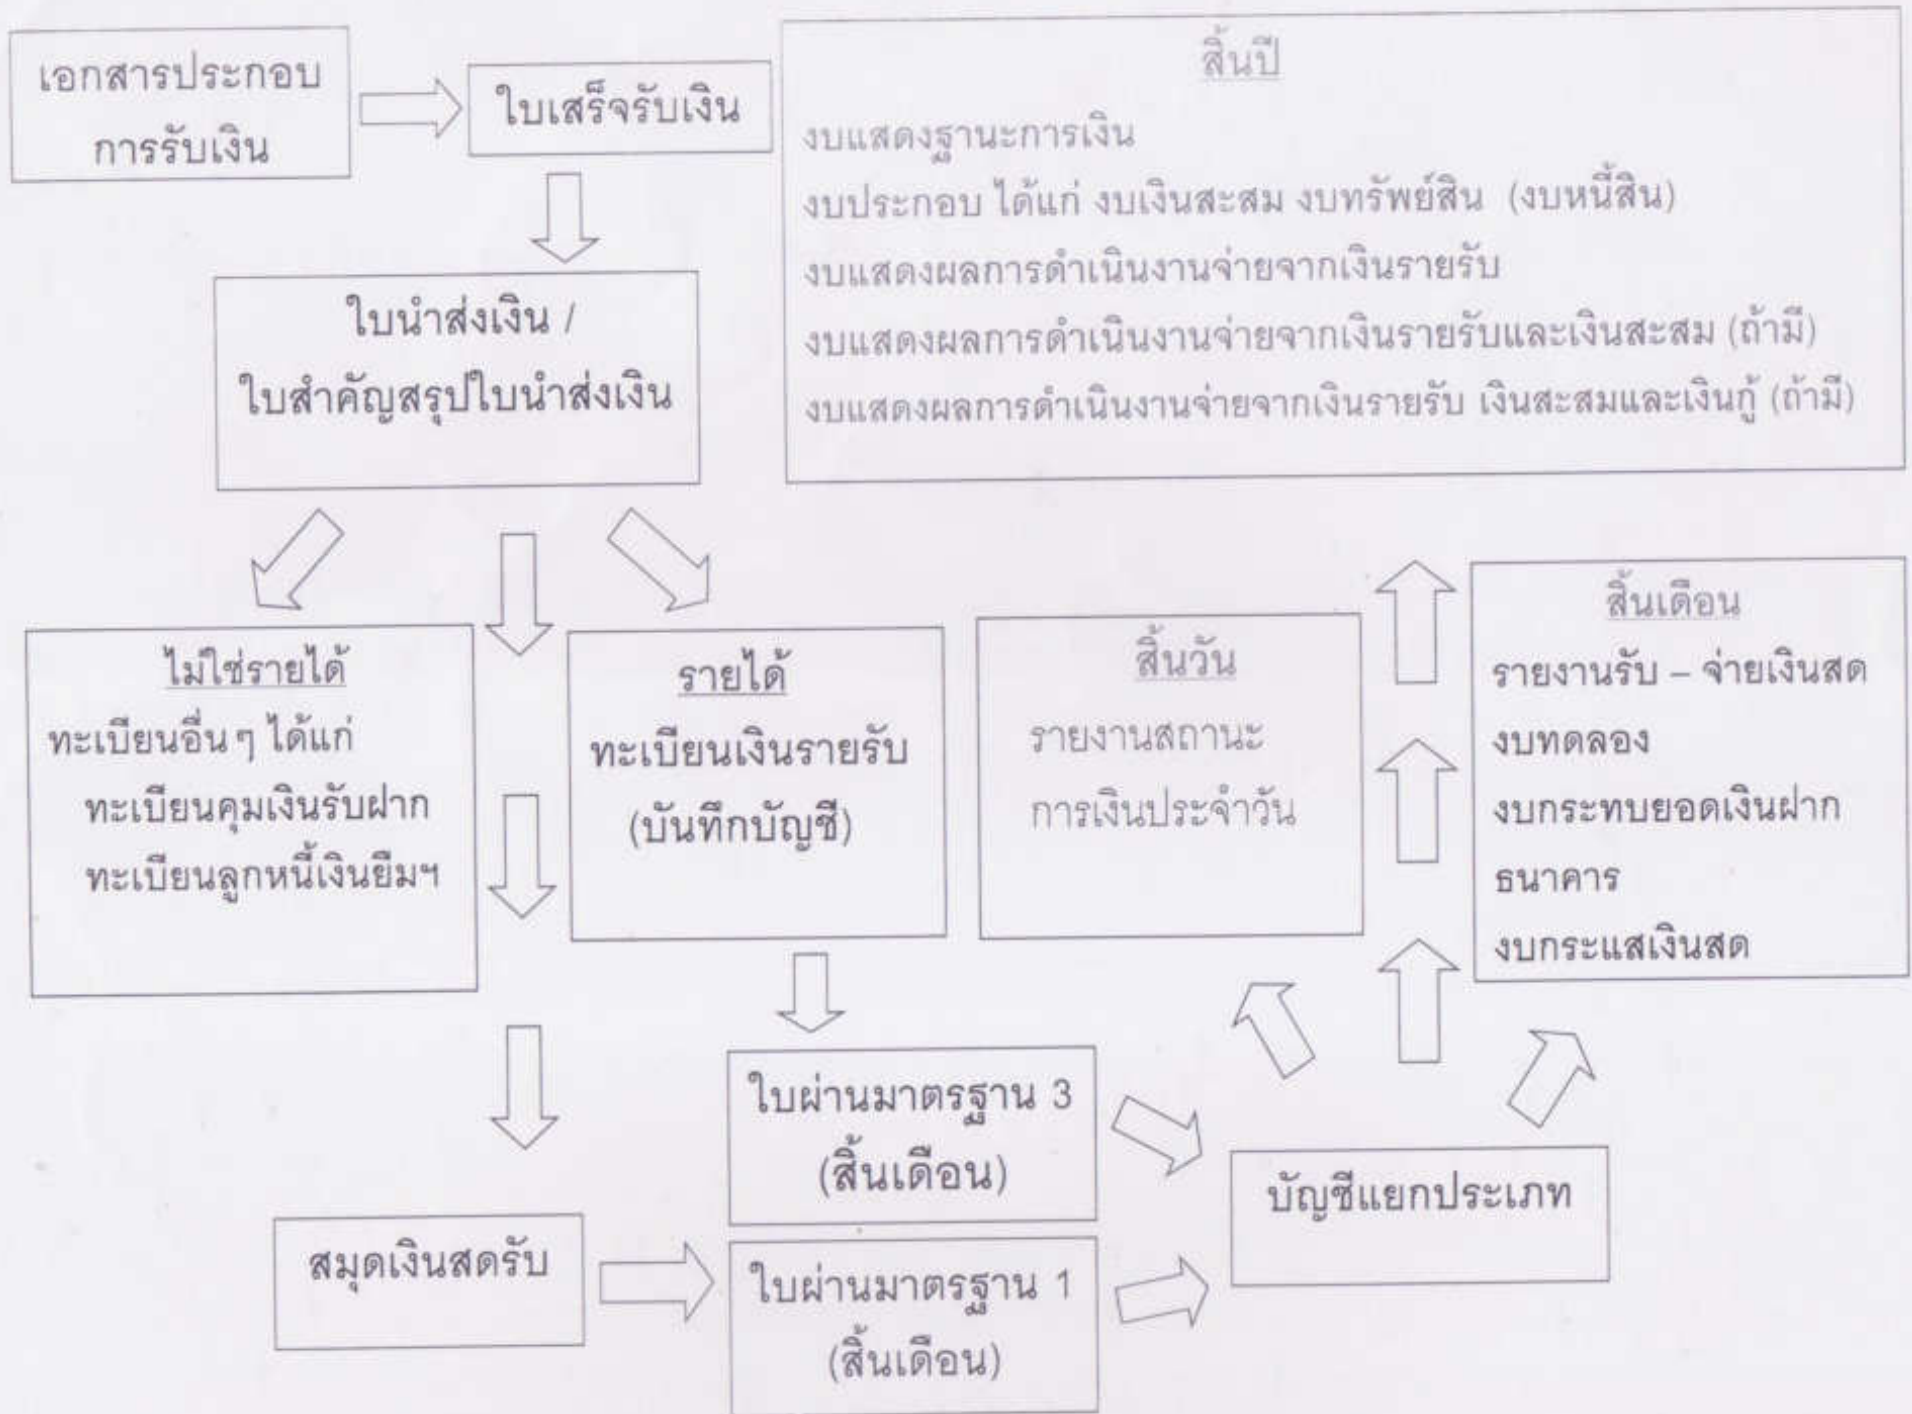 เอกสารประกอบ
การรับเงิน
ใบเสร็จรับเงิน
สิ้นปี
งบแสดงฐานะการเงิน
งบประกอบ ได้แก่ งบเงินสะสม งบทรัพย์สิน (งบหนี้สิน)
งบแสดงผลการดำเนินงานจ่ายจากเงินรายรับ
งบแสดงผลการดำเนินงานจ่ายจากเงินรายรับและเงินสะสม (ถ้ามี)
งบแสดงผลการดำเนินงานจ่ายจากเงินรายรับ เงินสะสมและเงินกู้ (ถ้ามี)
ใบนำส่งเงิน /
ใบสำคัญสรุปใบนำส่งเงิน
ไม่ใช่รายได้
ทะเบียนอื่นๆ ได้แก่
ทะเบียนคุมเงินรับฝาก
ทะเบียนลูกหนี้เงินยืมฯ
รายได้
ทะเบียนเงินรายรับ
(บันทึกบัญชี)
สิ้นวัน
รายงานสถานะ
การเงินประจำวัน
สิ้นเดือน
รายงานรับ – จ่ายเงินสด
งบทดลอง
งบกระทบยอดเงินฝาก
ธนาคาร
งบกระแสเงินสด
ใบผ่านมาตรฐาน 3
(สิ้นเดือน)
บัญชีแยกประเภท
สมุดเงินสดรับ
ใบผ่านมาตรฐาน 1
(สิ้นเดือน)